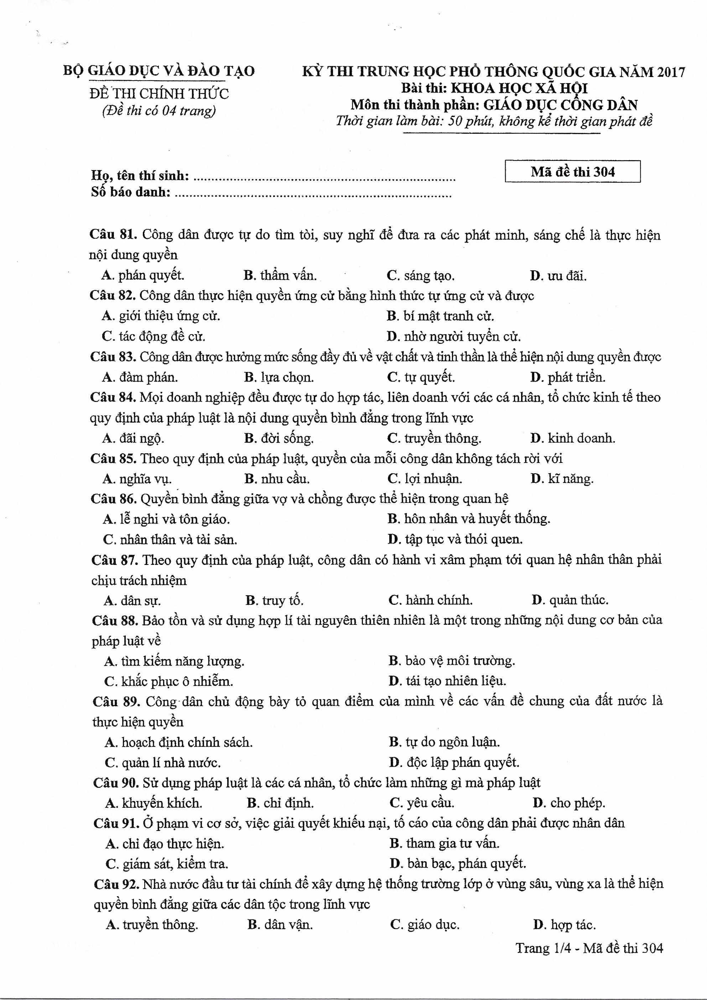 BỘ GIÁO DỤC VÀ ĐÀO TẠO
ĐỀ THI CHÍNH THỨC
(Đề thi có 04 trang)
KỲ THI TRUNG HỌC PHỔ THÔNG QUỐC GIA NĂM 2017
Bài thi: KHOA HỌC XÃ HỘI
Môn thi thành phần: GIÁO DỤC CÔNG DÂN
Thời gian làm bài: 50 phút, không kể thời gian phát đề
Họ, tên thí sinh: ..........................................................................
Số báo danh: ..............................................................................
Mã đề thi 304
Câu 81. Công dân được tự do tìm tòi, suy nghĩ để đưa ra các phát minh, sáng chế là thực hiện
nội dung quyền
A. phán quyết. B. thẩm vấn. C. sáng tạo. D. ưu đãi.
Câu 82. Công dân thực hiện quyền ứng cử bằng hình thức tự ứng cử và được
A. giới thiệu ứng cử. B. bí mật tranh cử.
C. tác động đề cử. D. nhờ người tuyển cử.
Câu 83. Công dân được hưởng mức sống đầy đủ về vật chất và tinh thần là thể hiện nội dung quyền được
A. đàm phán. B. lựa chọn. C. tự quyết. D. phát triển.
Câu 84. Mọi doanh nghiệp đều được tự do hợp tác, liên doanh với các cá nhân, tổ chức kinh tế theo
quy định của pháp luật là nội dung quyền bình đẳng trong lĩnh vực
A. đãi ngộ. B. đời sống. C. truyền thông. D. kinh doanh.
Câu 85. Theo quy định của pháp luật, quyền của mỗi công dân không tách rời với
A. nghĩa vụ. B. nhu cầu. C. lợi nhuận. D. kĩ năng.
Câu 86. Quyền bình đẳng giữa vợ và chồng được thể hiện trong quan hệ
A. lễ nghi và tôn giáo. B. hôn nhân và huyết thống.
C. nhân thân và tài sản. D. tập tục và thói quen.
Câu 87. Theo quy định của pháp luật, công dân có hành vi xâm phạm tới quan hệ nhân thân phải
chịu trách nhiệm
A. dân sự. B. truy tố. C. hành chính. D. quản thúc.
Câu 88. Bảo tồn và sử dụng hợp lí tài nguyên thiên nhiên là một trong những nội dung cơ bản của
pháp luật về
A. tìm kiếm năng lượng. B. bảo vệ môi trường.
C. khắc phục ô nhiễm. D. tái tạo nhiên liệu.
Câu 89. Công dân chủ động bày tỏ quan điểm của mình về các vấn đề chung của đất nước là
thực hiện quyền
A. hoạch định chính sách. B. tự do ngôn luận.
C. quản lí nhà nước. D. độc lập phán quyết.
Câu 90. Sử dụng pháp luật là các cá nhân, tổ chức làm những gì mà pháp luật
A. khuyến khích. B. chỉ định. C. yêu cầu. D. cho phép.
Câu 91. Ở phạm vi cơ sở, việc giải quyết khiếu nại, tố cáo của công dân phải được nhân dân
A. chỉ đạo thực hiện. B. tham gia tư vấn.
C. giám sát, kiểm tra. D. bàn bạc, phán quyết.
Câu 92. Nhà nước đầu tư tài chính để xây dựng hệ thống trường lớp ở vùng sâu, vùng xa là thể hiện
quyền bình đẳng giữa các dân tộc trong lĩnh vực
A. truyền thông. B. dân vận. C. giáo dục. D. hợp tác.
Trang 1/4 - Mã đề thi 304